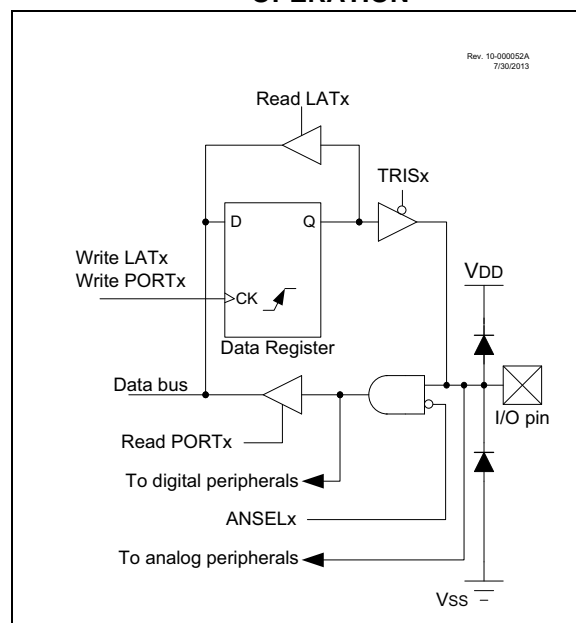 OPERATION
Rev. 10-000052A
7/30/2013
Read LATx
TRISx
D
Q
Write LATx
Write PORTx
CK
VDD
Data Register
Data bus
I/O pin
Read PORTx
To digital peripherals
ANSELx
To analog peripherals
Vss